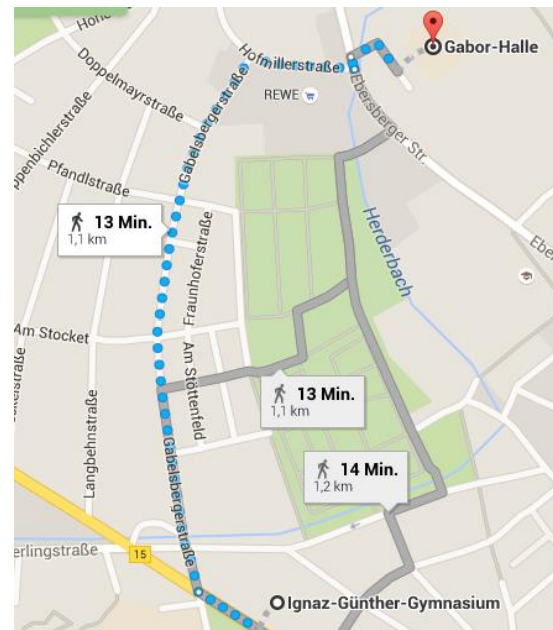 Gabor-Halle
Hofmillerstraße
Doppelmayrstraße
REWE
Ebersberger Str.
Gabelsbergerstraße
Pfandlstraße
13 Min.
1,1 km
Fraunhoferstraße
Herderbach
Am Stocket
Am Stöttenfeld
Langbehnstraße
13 Min.
1,1 km
14 Min.
1,2 km
Gabelsbergerstraße
15
Ignaz-Günther-Gymnasium